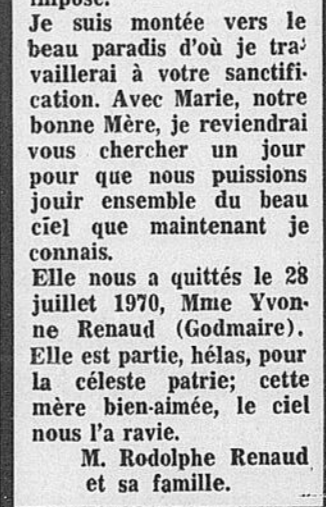 impose.
Je suis montée vers le
beau paradis d'où je tra-
vaillerai à votre sanctifi-
cation. Avec Marie, notre
bonne Mère, je reviendrai
vous chercher un jour
pour que nous puissions
jouir ensemble du beau
ciel que maintenant je
connais.
Elle nous a quittés le 28
juillet 1970, Mme Yvon-
ne Renaud (Godmaire).
Elle est partie, hélas, pour
la céleste patrie; cette
mère bien-aimée, le ciel
nous l'a ravie.
M. Rodolphe Renaud
et sa famille.